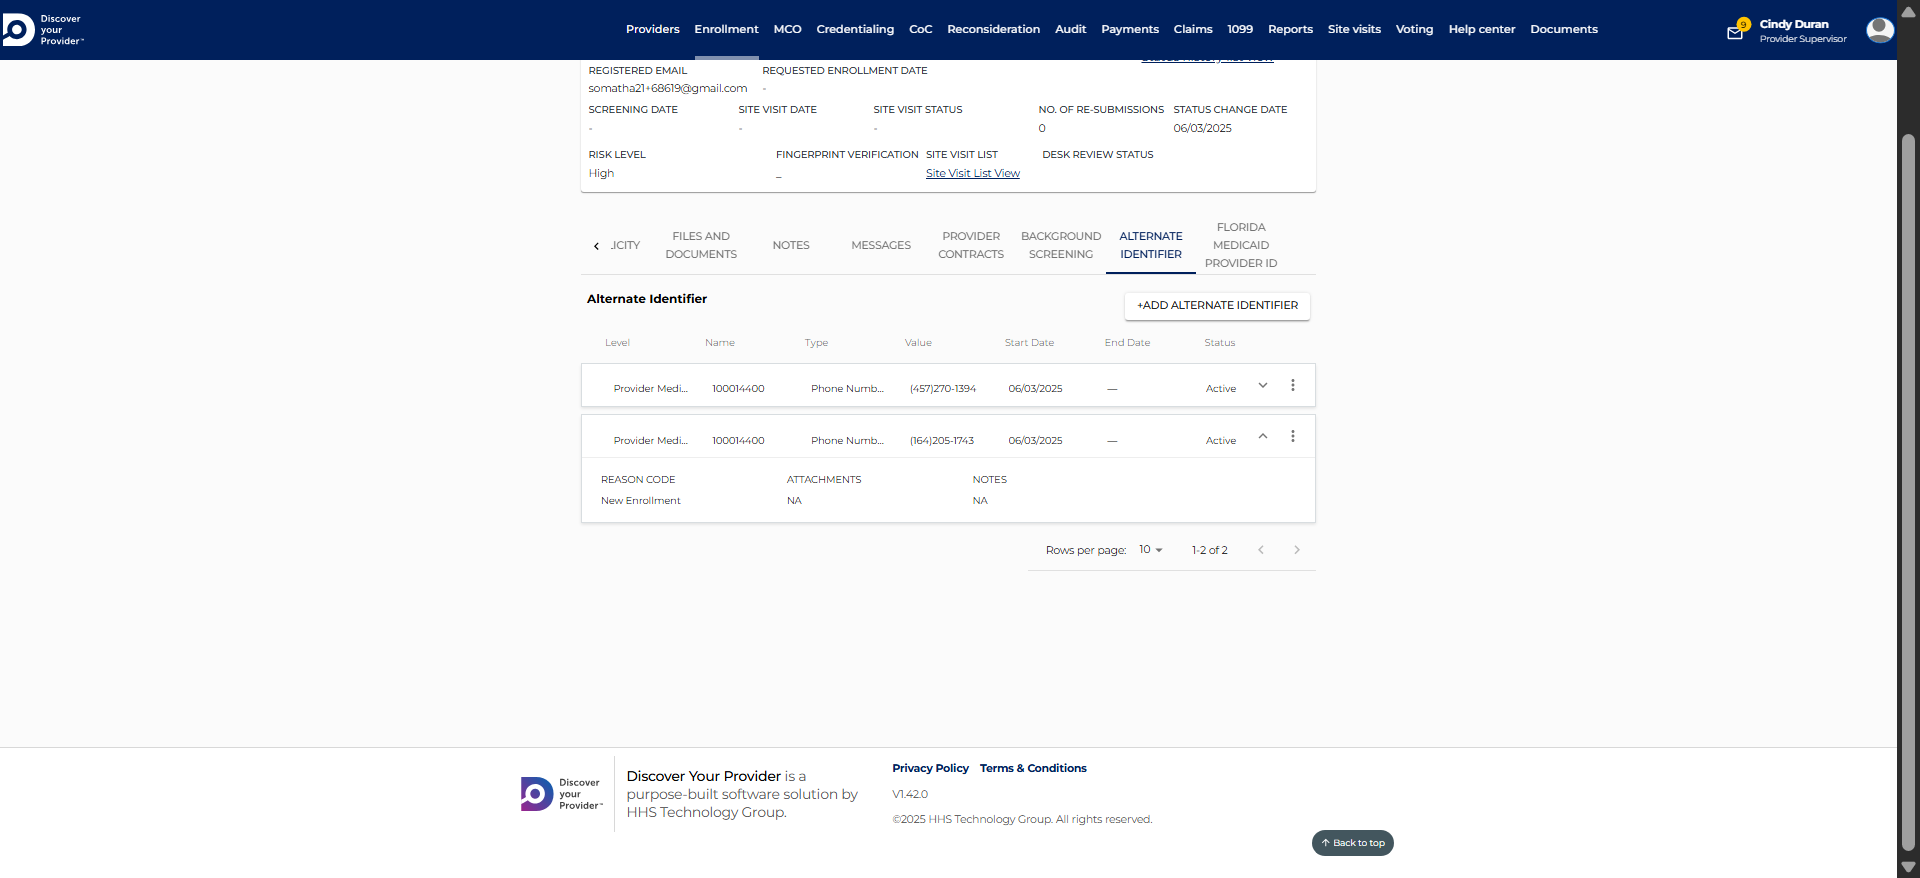 Discover
your
Provider™
Providers Enrollment MCO Credentialing CoC Reconsideration Audit Payments Claims 1099 Reports Site visits Voting Help center Documents
9
Cindy Duran
Provider Supervisor
Status History list View
REGISTERED EMAIL REQUESTED ENROLLMENT DATE
somatha21+68619@gmail.com -
SCREENING DATE SITE VISIT DATE SITE VISIT STATUS NO. OF RE-SUBMISSIONS STATUS CHANGE DATE
- - - 0 06/03/2025
RISK LEVEL FINGERPRINT VERIFICATION SITE VISIT LIST DESK REVIEW STATUS
High _ Site Visit List View
ICITY
FILES AND
DOCUMENTS
NOTES
MESSAGES
PROVIDER
CONTRACTS
BACKGROUND
SCREENING
ALTERNATE
IDENTIFIER
FLORIDA
MEDICAID
PROVIDER ID
Alternate Identifier
+ADD ALTERNATE IDENTIFIER
Level Name Type Value Start Date End Date Status
Provider Medi... 100014400 Phone Numb... (457)270-1394 06/03/2025 — Active
Provider Medi... 100014400 Phone Numb... (164)205-1743 06/03/2025 — Active
REASON CODE ATTACHMENTS NOTES
New Enrollment NA NA
Rows per page: 10 1-2 of 2
Discover
your
Provider™
Discover Your Provider is a
purpose-built software solution by
HHS Technology Group.
Privacy Policy Terms & Conditions
V1.42.0
©2025 HHS Technology Group. All rights reserved.
Back to top